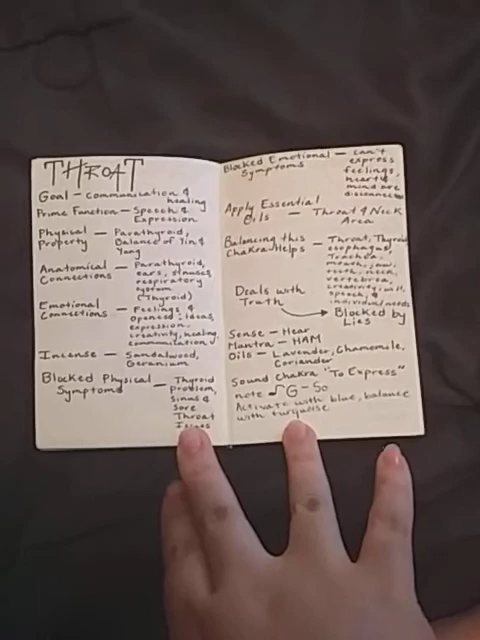 THROAT
Goal - Communication &
healing
Prime Function - Speech &
Expression
Physical - Parathyroid,
Property Balance of Yin &
Yang
Anatomical - Parathyroid,
Connections ears, sinuses,
respiratory
system
(Thyroid)
Emotional - Feelings &
Connections Opened: ideas,
expression,
creativity, healing,
communication
Incense - Sandalwood,
Geranium
Blocked Physical - Thyroid
Symptoms Problem,
Sinus &
Sore
Throat
Issues
Blocked Emotional - can't
Symptoms express
feelings,
heart &
mind are
disconnected
Apply Essential
Oils - Throat & Neck
Area
Balancing this - Throat, Thyroid
Chakra Helps esophagus,
Trachea,
mouth, jaw,
teeth, neck,
vertebrea,
creativity, will,
speech, &
individual needs
Deals with
Truth → Blocked by
Lies
Sense - Hear
Mantra - HAM
Oils - Lavender, Chamomile,
Coriander
Sound Chakra "To Express"
note ♫ G - So
Activate with blue, balance
with turquoise